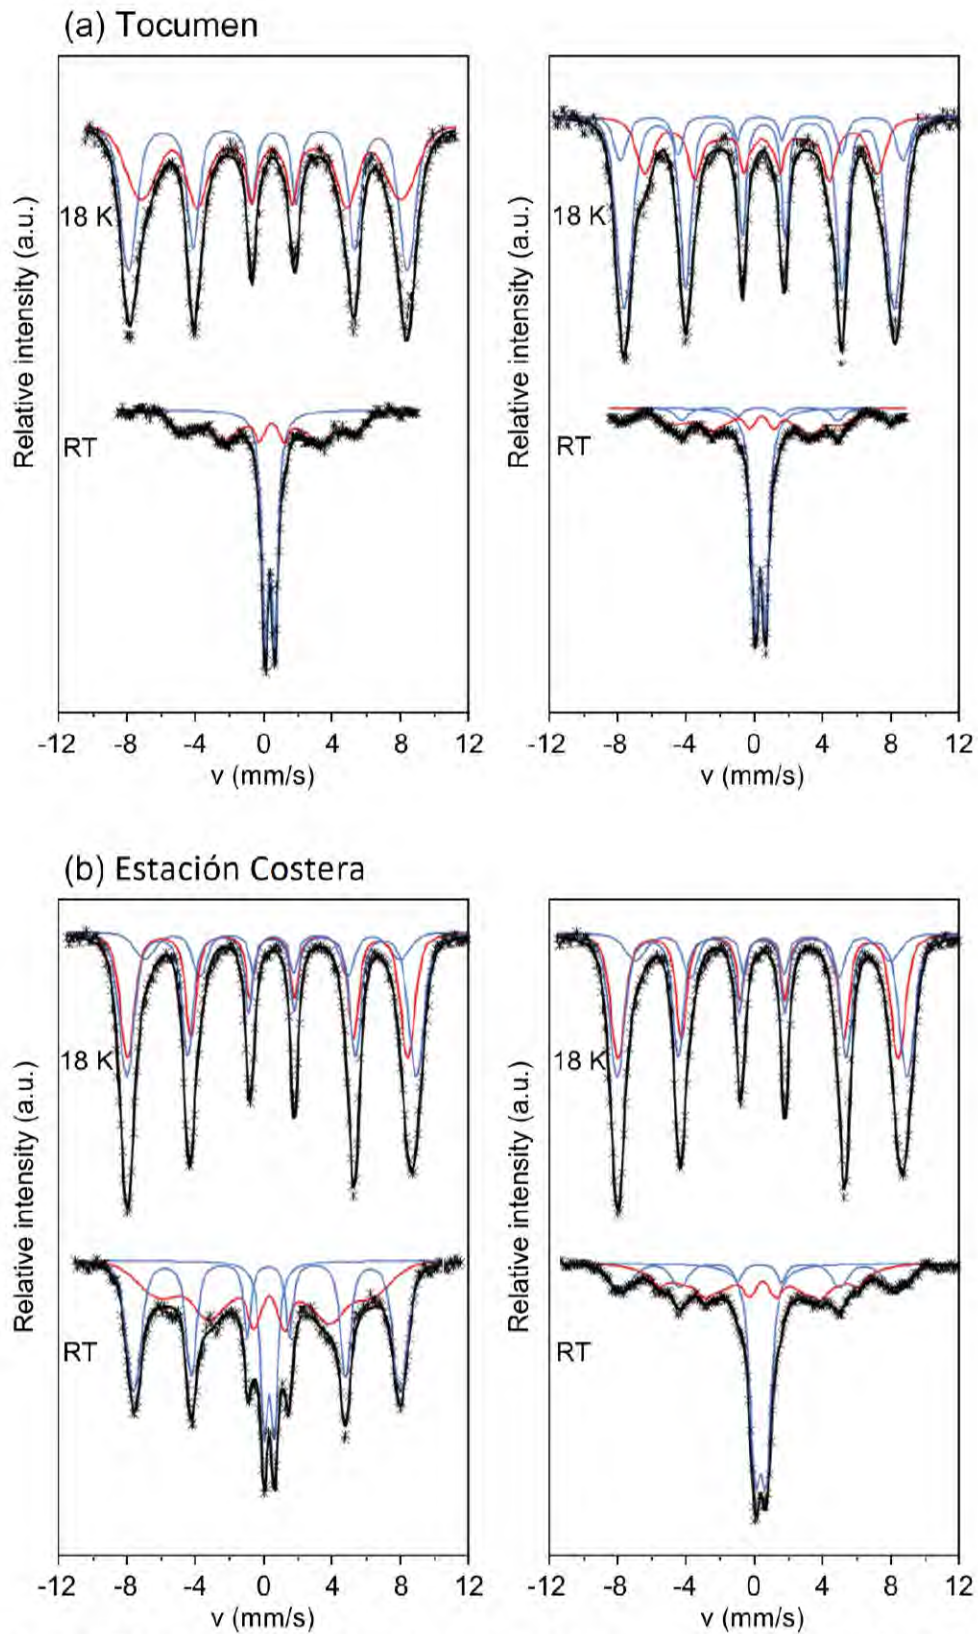 (a) Tocumen
Relative intensity (a.u.)
18 K
RT
-12 -8 -4 0 4 8 12
v (mm/s)
Relative intensity (a.u.)
18 K
RT
-12 -8 -4 0 4 8 12
v (mm/s)
(b) Estación Costera
Relative intensity (a.u.)
18 K
RT
-12 -8 -4 0 4 8 12
v (mm/s)
Relative intensity (a.u.)
18 K
RT
-12 -8 -4 0 4 8 12
v (mm/s)